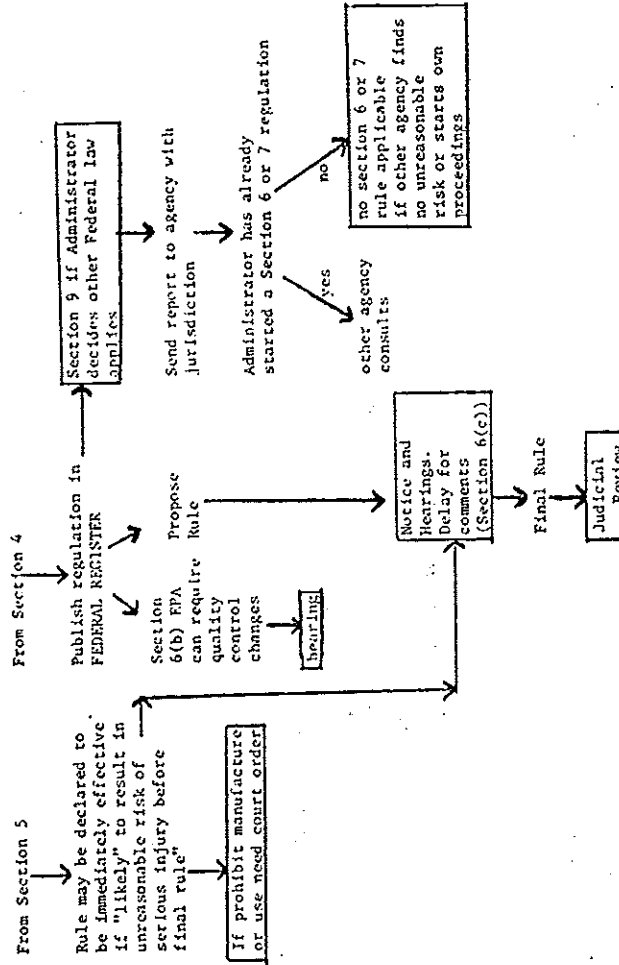 From Section 5
Rule may be declared to
be immediately effective
if "likely" to result in
unreasonable risk of
serious injury before
final rule"
If prohibit manufacture
or use need court order
From Section 4
Publish regulation in
FEDERAL REGISTER
Section
6(b) EPA
can require
quality
control
changes
hearing
Propose
Rule
Notice and
Hearings.
Delay for
comments
(Section 6(c))
Final Rule
Judicial
Review
Section 9 if Administrator
decides other Federal law
applies
Send report to agency with
jurisdiction
Administrator has already
started a Section 6 or 7 regulation
yes
no
other agency
consults
no section 6 or 7
rule applicable
if other agency finds
no unreasonable
risk or starts own
proceedings